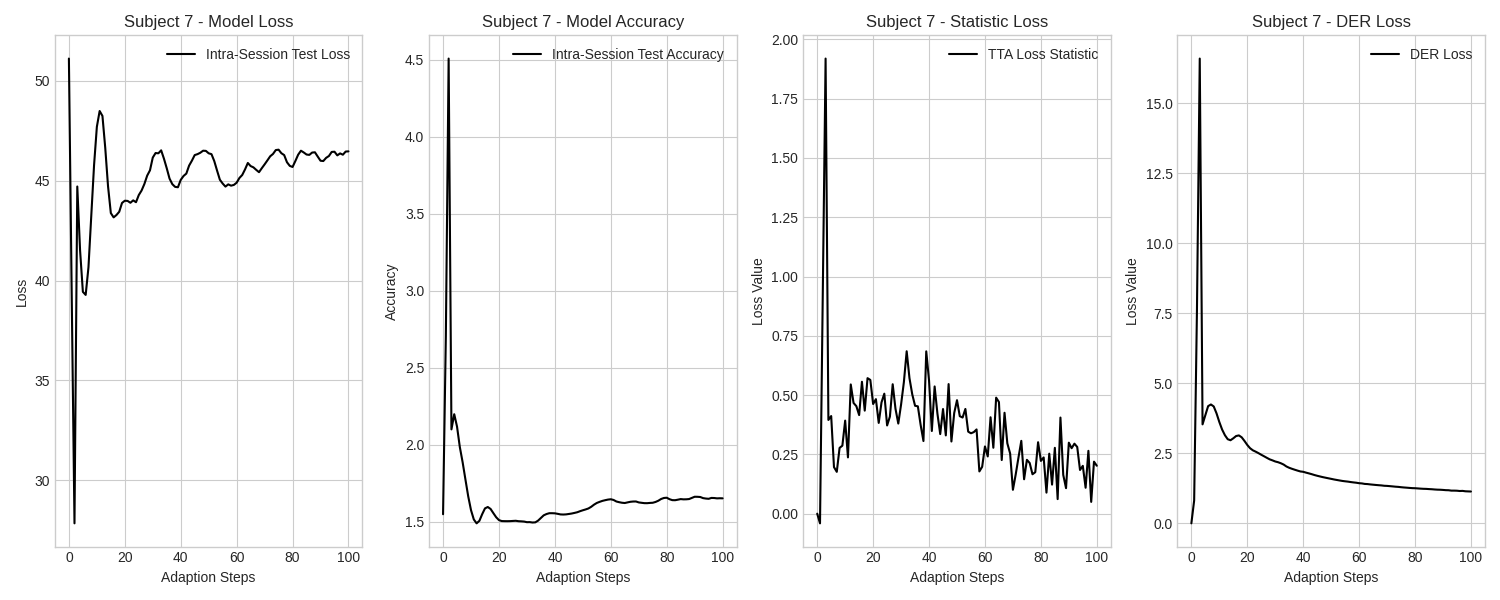 Subject 7 - Model Loss
Intra-Session Test Loss
50
45
40
35
30
Loss
0 20 40 60 80 100
Adaption Steps
Subject 7 - Model Accuracy
Intra-Session Test Accuracy
4.5
4.0
3.5
3.0
2.5
2.0
1.5
Accuracy
0 20 40 60 80 100
Adaption Steps
Subject 7 - Statistic Loss
TTA Loss Statistic
2.00
1.75
1.50
1.25
1.00
0.75
0.50
0.25
0.00
Loss Value
0 20 40 60 80 100
Adaption Steps
Subject 7 - DER Loss
DER Loss
15.0
12.5
10.0
7.5
5.0
2.5
0.0
Loss Value
0 20 40 60 80 100
Adaption Steps